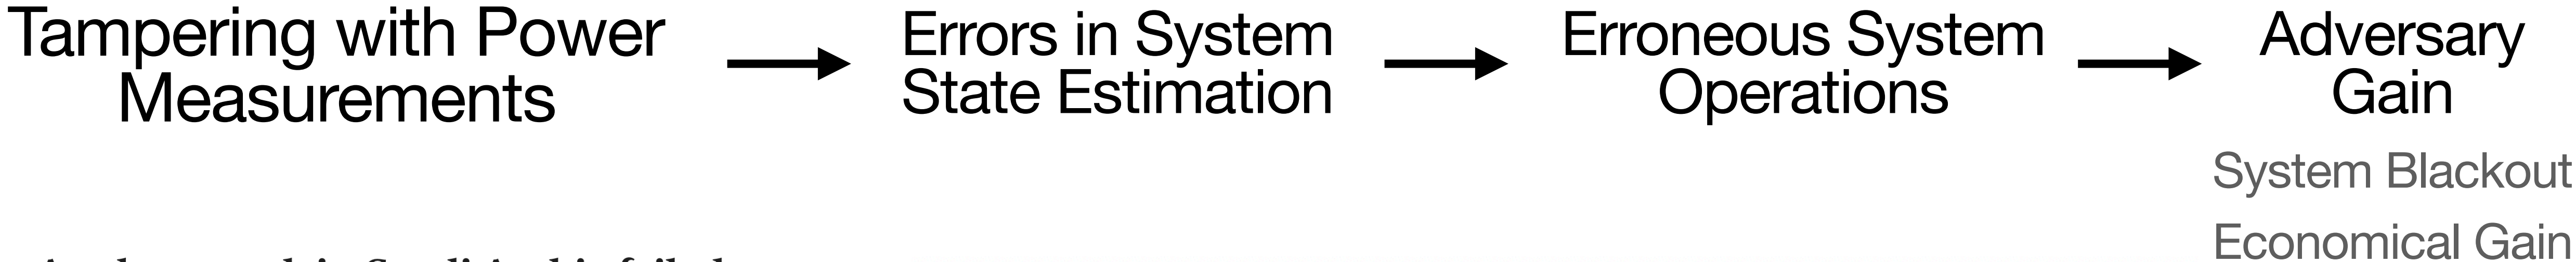 Tampering with Power
Measurements
Errors in System
State Estimation
Erroneous System
Operations
Adversary
Gain
System Blackout
Economical Gain